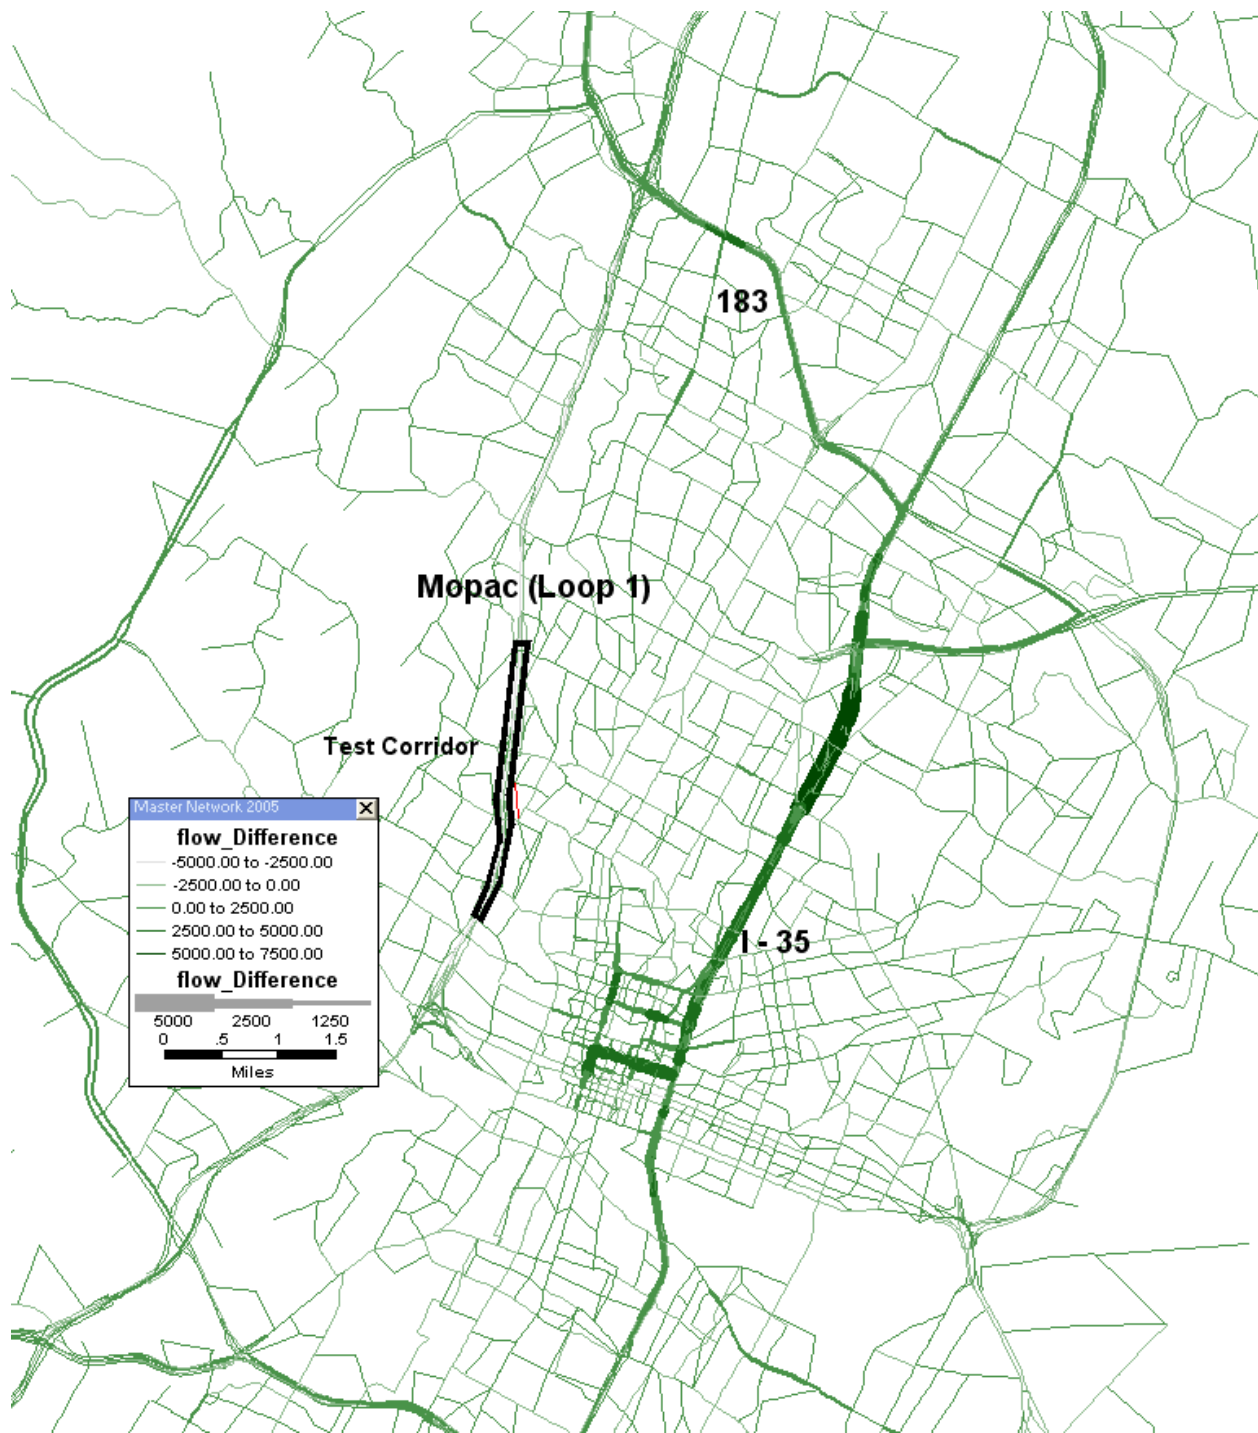 183
Mopac (Loop 1)
Test Corridor
Master Network 2005
flow_Difference
-5000.00 to -2500.00
-2500.00 to 0.00
0.00 to 2500.00
2500.00 to 5000.00
5000.00 to 7500.00
flow_Difference
5000 2500 1250
0 .5 1 1.5
Miles
I - 35